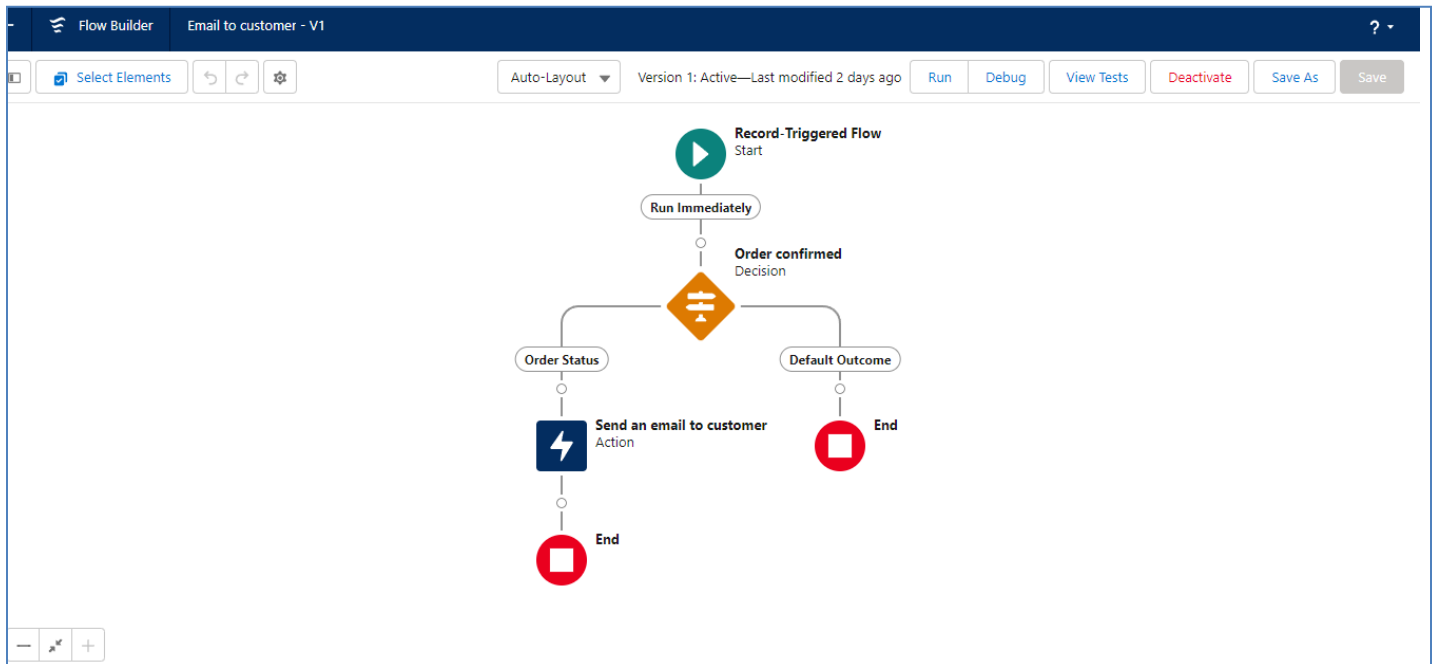 Flow Builder Email to customer - V1 ?
Select Elements Auto-Layout Version 1: Active—Last modified 2 days ago Run Debug View Tests Deactivate Save As Save
Record-Triggered Flow
Start
Run Immediately
Order confirmed
Decision
Order Status Default Outcome
Send an email to customer
Action
End
End